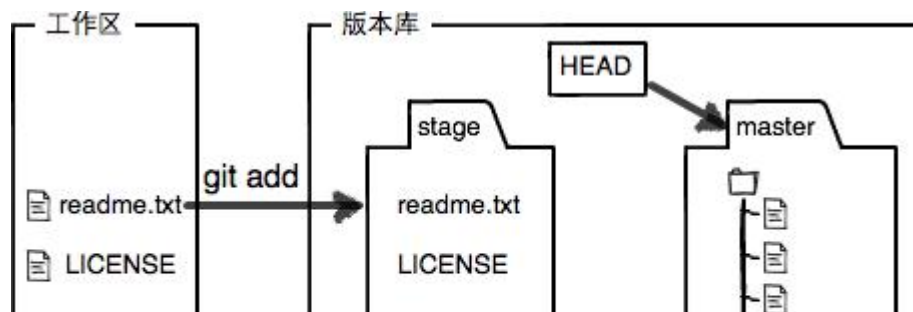 工作区
版本库
HEAD
stage
master
git add
readme.txt
readme.txt
LICENSE
LICENSE